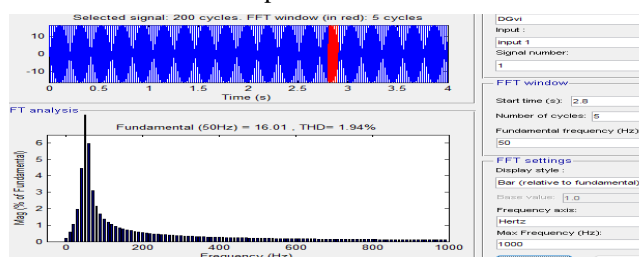 Selected signal: 200 cycles. FFT window (in red): 5 cycles
10
0
-10
0 0.5 1 1.5 2 2.5 3 3.5 4
Time (s)
FT analysis
Fundamental (50Hz) = 16.01 , THD= 1.94%
6
5
4
3
2
1
0
Mag (% of Fundamental)
0 200 400 600 800 1000
Frequency (Hz)
DGvi
Input :
input 1
Signal number:
1
FFT window
Start time (s): 2.8
Number of cycles: 5
Fundamental frequency (Hz)
50
FFT settings
Display style :
Bar (relative to fundamental)
Base value: 1.0
Frequency axis:
Hertz
Max Frequency (Hz):
1000